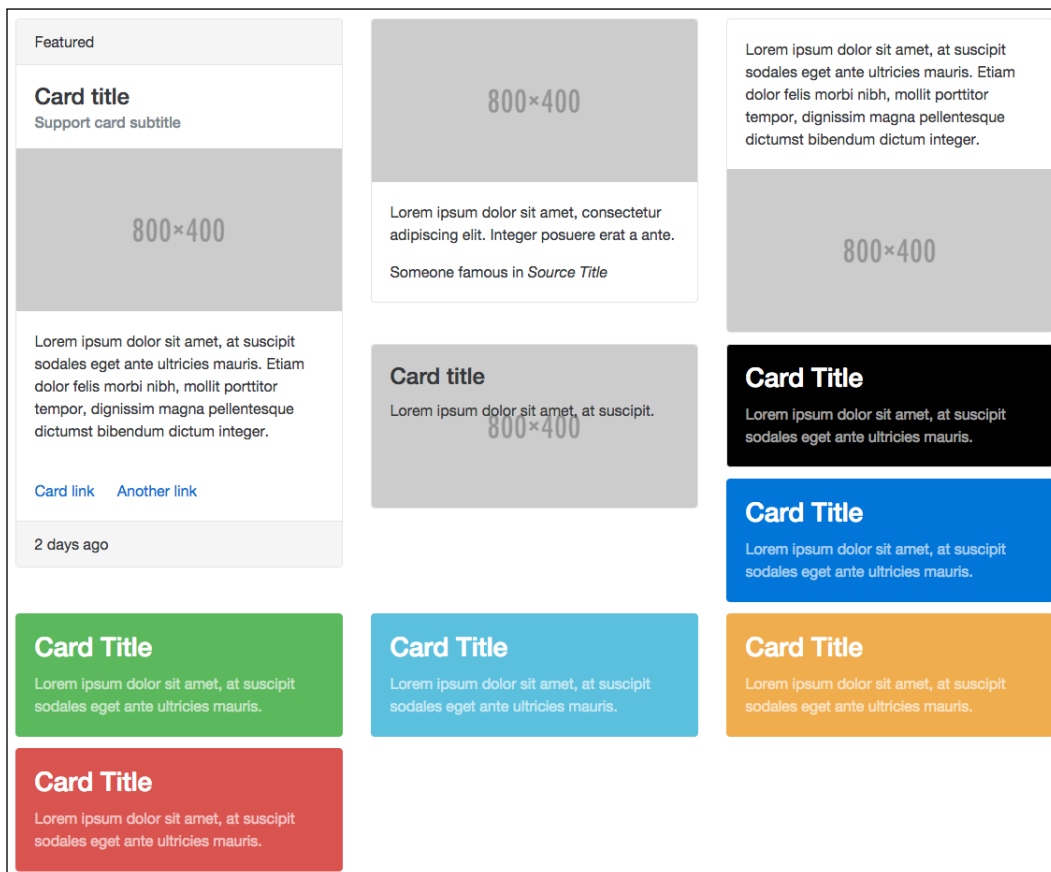 Featured
Card title
Support card subtitle
800×400
Lorem ipsum dolor sit amet, at suscipit
sodales eget ante ultricies mauris. Etiam
dolor felis morbi nibh, mollit porttitor
tempor, dignissim magna pellentesque
dictumst bibendum dictum integer.
Card link Another link
2 days ago
800×400
Lorem ipsum dolor sit amet, consectetur
adipiscing elit. Integer posuere erat a ante.
Someone famous in Source Title
Lorem ipsum dolor sit amet, at suscipit
sodales eget ante ultricies mauris. Etiam
dolor felis morbi nibh, mollit porttitor
tempor, dignissim magna pellentesque
dictumst bibendum dictum integer.
800×400
Card title
Lorem ipsum dolor sit amet, at suscipit.
800×400
Card Title
Lorem ipsum dolor sit amet, at suscipit
sodales eget ante ultricies mauris.
Card Title
Lorem ipsum dolor sit amet, at suscipit
sodales eget ante ultricies mauris.
Card Title
Lorem ipsum dolor sit amet, at suscipit
sodales eget ante ultricies mauris.
Card Title
Lorem ipsum dolor sit amet, at suscipit
sodales eget ante ultricies mauris.
Card Title
Lorem ipsum dolor sit amet, at suscipit
sodales eget ante ultricies mauris.
Card Title
Lorem ipsum dolor sit amet, at suscipit
sodales eget ante ultricies mauris.